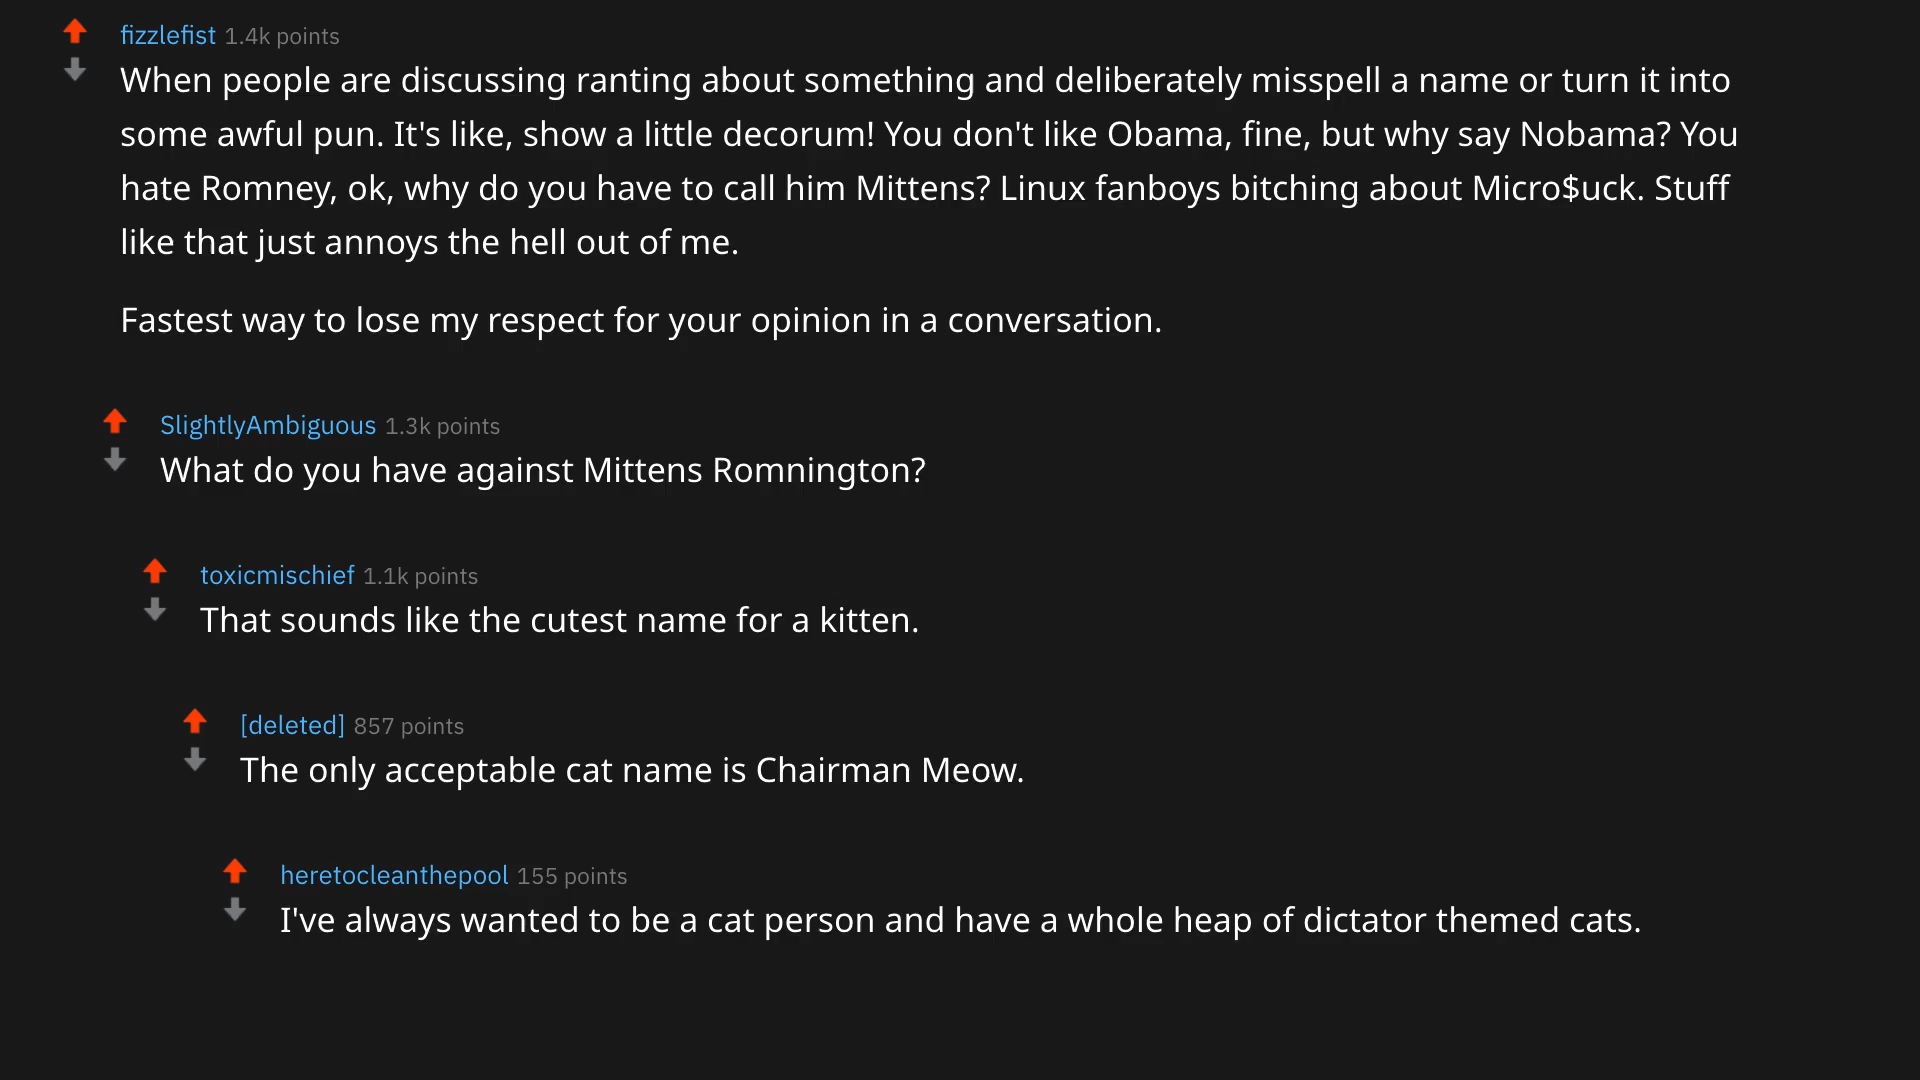 fizzlefist 1.4k points
When people are discussing ranting about something and deliberately misspell a name or turn it into
some awful pun. It's like, show a little decorum! You don't like Obama, fine, but why say Nobama? You
hate Romney, ok, why do you have to call him Mittens? Linux fanboys bitching about Micro$uck. Stuff
like that just annoys the hell out of me.
Fastest way to lose my respect for your opinion in a conversation.
SlightlyAmbiguous 1.3k points
What do you have against Mittens Romnington?
toxicmischief 1.1k points
That sounds like the cutest name for a kitten.
[deleted] 857 points
The only acceptable cat name is Chairman Meow.
heretocleanthepool 155 points
I've always wanted to be a cat person and have a whole heap of dictator themed cats.